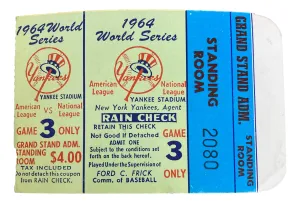 1964 World
Series
Yankees
YANKEE STADIUM
American
League
VS
National
League
GAME 3 ONLY
GRAND STAND ADM.
STANDING ROOM
$4.00
TAX INCLUDED
Do not detach this coupon
from RAIN CHECK.
1964
World Series
Yankees
YANKEE STADIUM
American
League
National
League
New York Yankees, Agent
RAIN CHECK
RETAIN THIS CHECK
Not Good if Detached
ADMIT ONE
Will admit subject to the conditions
set forth on the back hereof.
GAME 3 ONLY
Played Under the Supervision of
FORD C. FRICK
Comm. of BASEBALL
STANDING
ROOM
2080
GRAND STAND ADM.
STANDING
ROOM